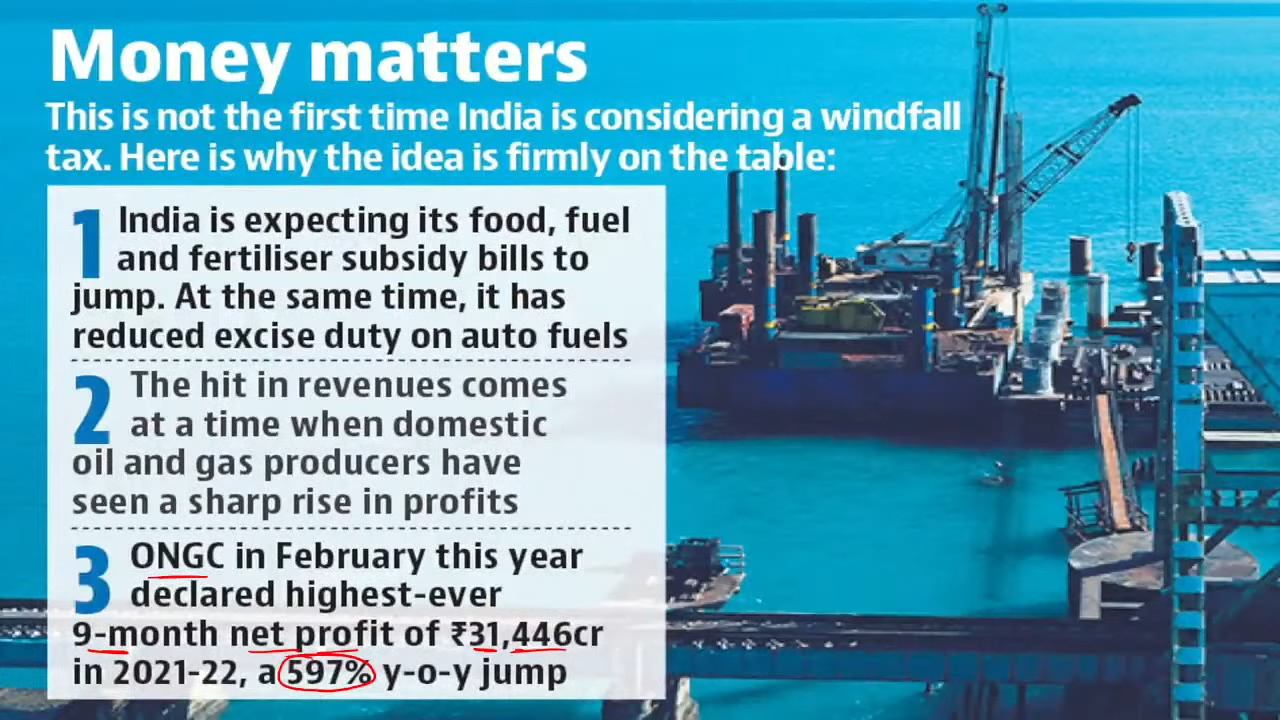 Money matters
This is not the first time India is considering a windfall
tax. Here is why the idea is firmly on the table:
1 India is expecting its food, fuel
and fertiliser subsidy bills to
jump. At the same time, it has
reduced excise duty on auto fuels
2 The hit in revenues comes
at a time when domestic
oil and gas producers have
seen a sharp rise in profits
3 ONGC in February this year
declared highest-ever
9-month net profit of ₹31,446cr
in 2021-22, a 597% y-o-y jump